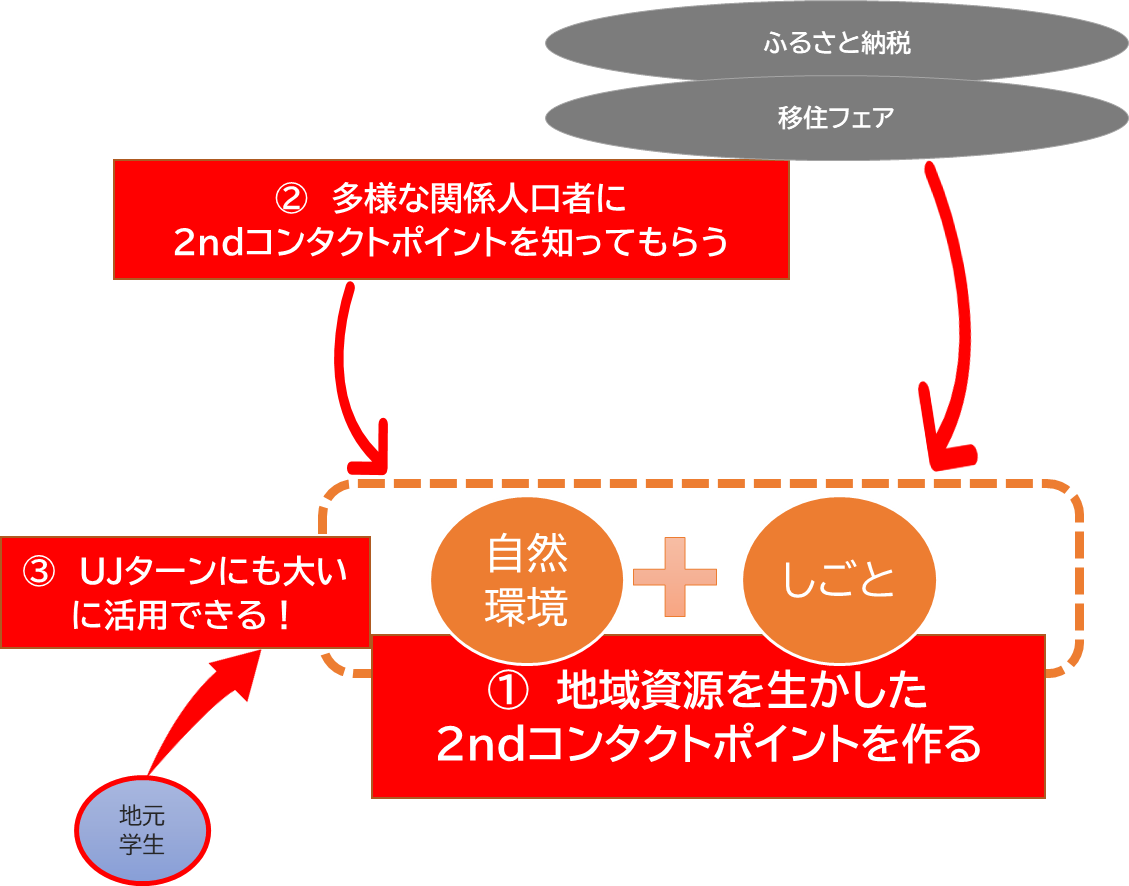 ふるさと納税
移住フェア
② 多様な関係人口者に
2ndコンタクトポイントを知ってもらう
自然
環境
しごと
③ UJターンにも大い
に活用できる！
① 地域資源を生かした
2ndコンタクトポイントを作る
地元
学生